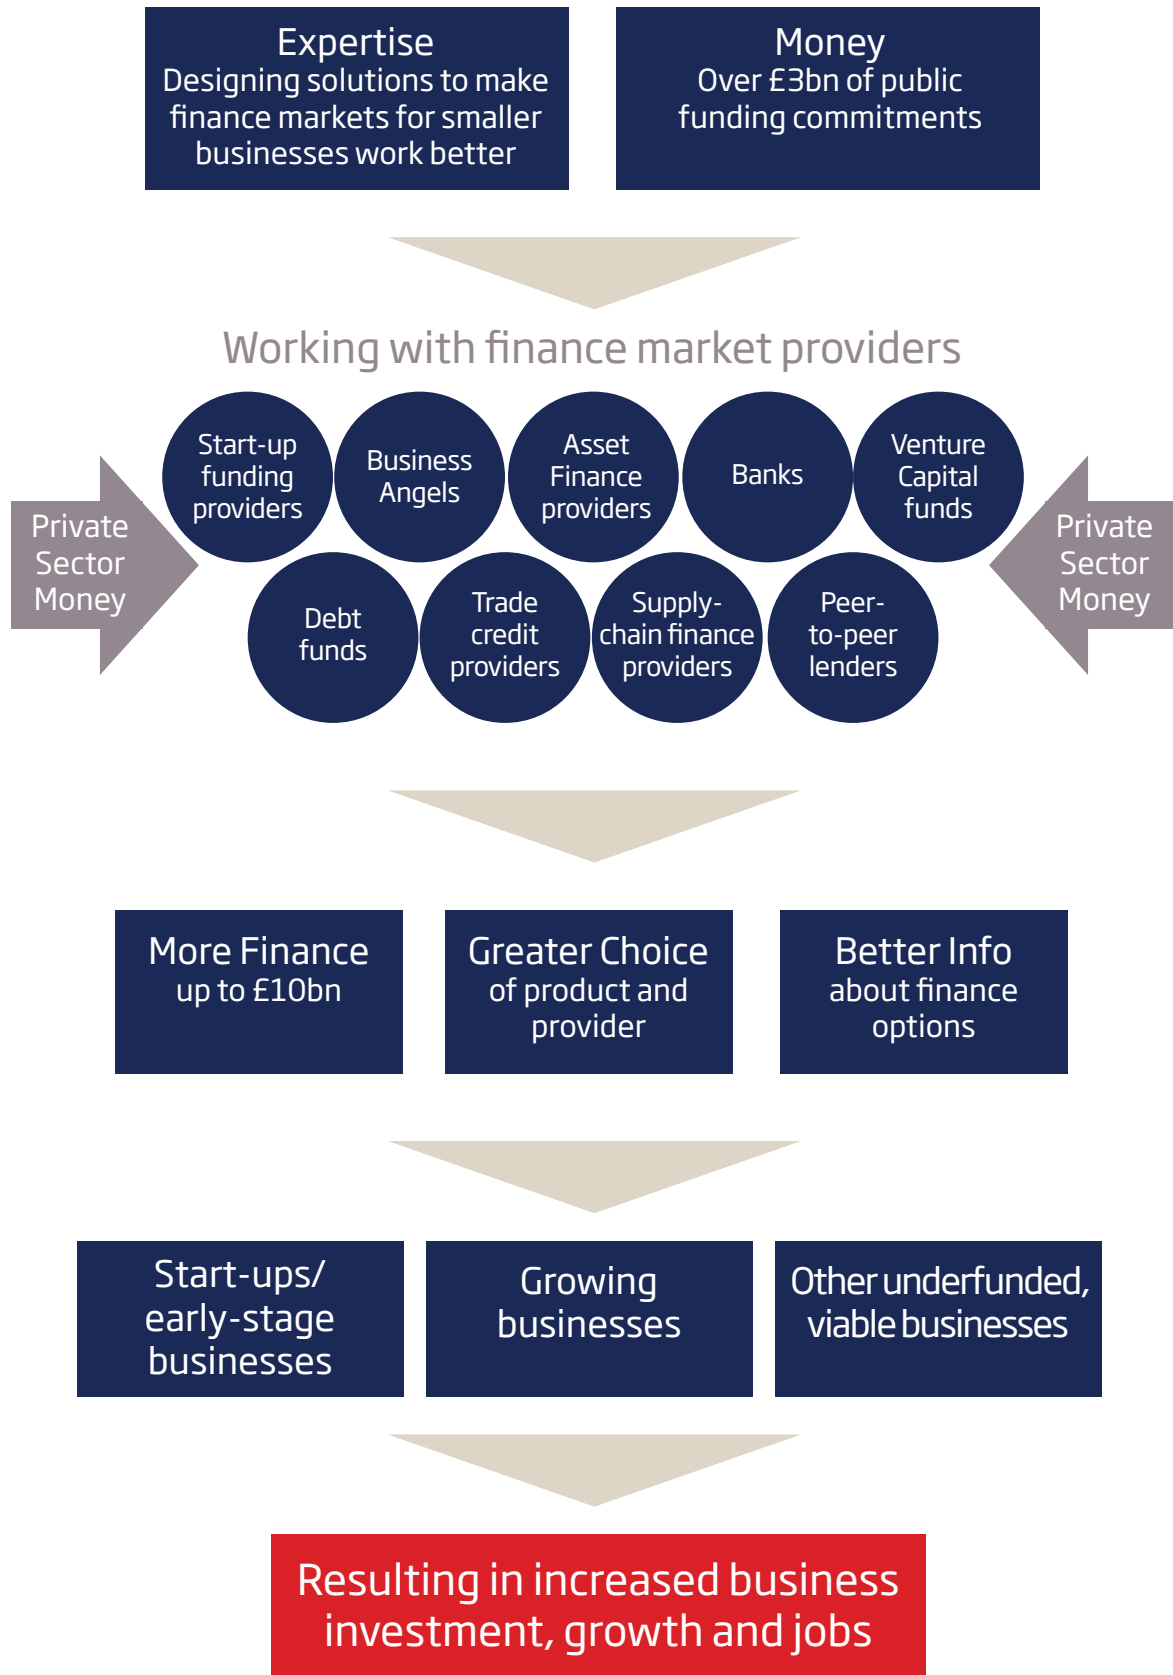 Expertise
Designing solutions to make
finance markets for smaller
businesses work better
Money
Over £3bn of public
funding commitments
Working with finance market providers
Start-up
funding
providers
Business
Angels
Asset
Finance
providers
Banks
Venture
Capital
funds
Private
Sector
Money
Private
Sector
Money
Debt
funds
Trade
credit
providers
Supply-
chain finance
providers
Peer-
to-peer
lenders
More Finance
up to £10bn
Greater Choice
of product and
provider
Better Info
about finance
options
Start-ups/
early-stage
businesses
Growing
businesses
Other underfunded,
viable businesses
Resulting in increased business
investment, growth and jobs